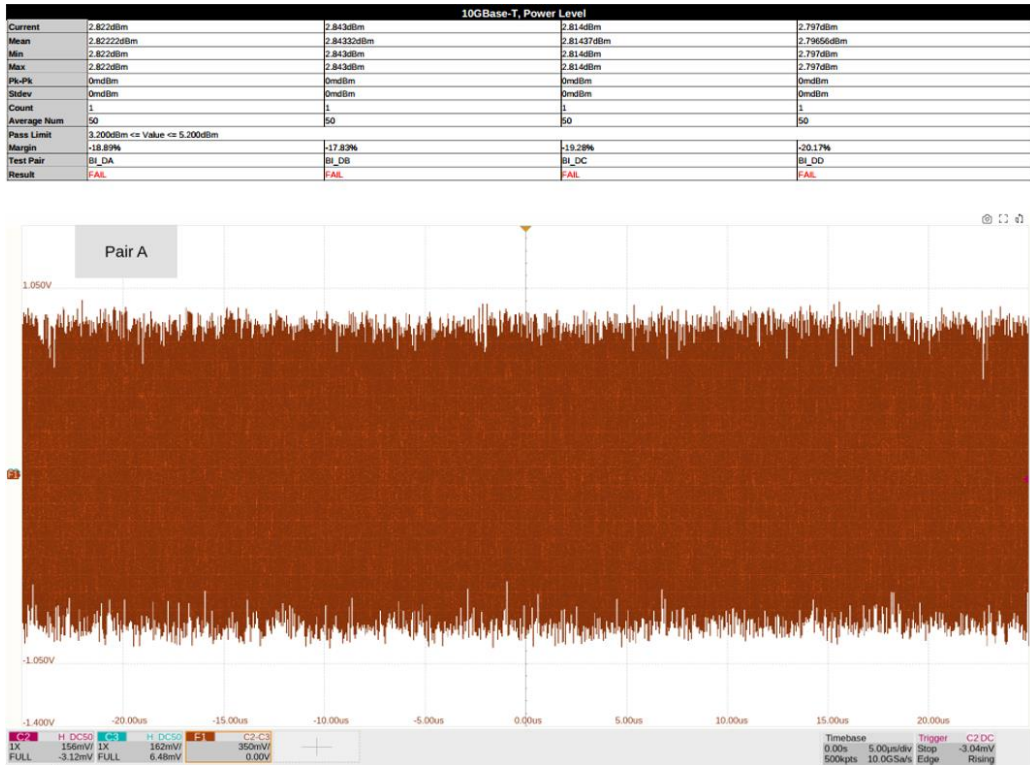 10GBase-T, Power Level
Current 2.822dBm 2.843dBm 2.814dBm 2.797dBm
Mean 2.82222dBm 2.84332dBm 2.81437dBm 2.79656dBm
Min 2.822dBm 2.843dBm 2.814dBm 2.797dBm
Max 2.822dBm 2.843dBm 2.814dBm 2.797dBm
Pk-Pk 0mdBm 0mdBm 0mdBm 0mdBm
Stdev 0mdBm 0mdBm 0mdBm 0mdBm
Count 1 1 1 1
Average Num 50 50 50 50
Pass Limit 3.200dBm <= Value <= 5.200dBm
Margin -18.89% -17.83% -19.28% -20.17%
Test Pair BI_DA BI_DB BI_DC BI_DD
Result FAIL FAIL FAIL FAIL
Pair A
1.050V
F1
-1.050V
-1.400V -20.00us -15.00us -10.00us -5.00us 0.00us 5.00us 10.00us 15.00us 20.00us
C2 H DC50 C3 H DC50 F1 C2-C3 Timebase Trigger C2 DC
1X 156mV/ 1X 162mV/ 350mV/ 0.00s 5.00μs/div Stop -3.04mV
FULL -3.12mV FULL 6.48mV 0.00V 500kpts 10.0GSa/s Edge Rising